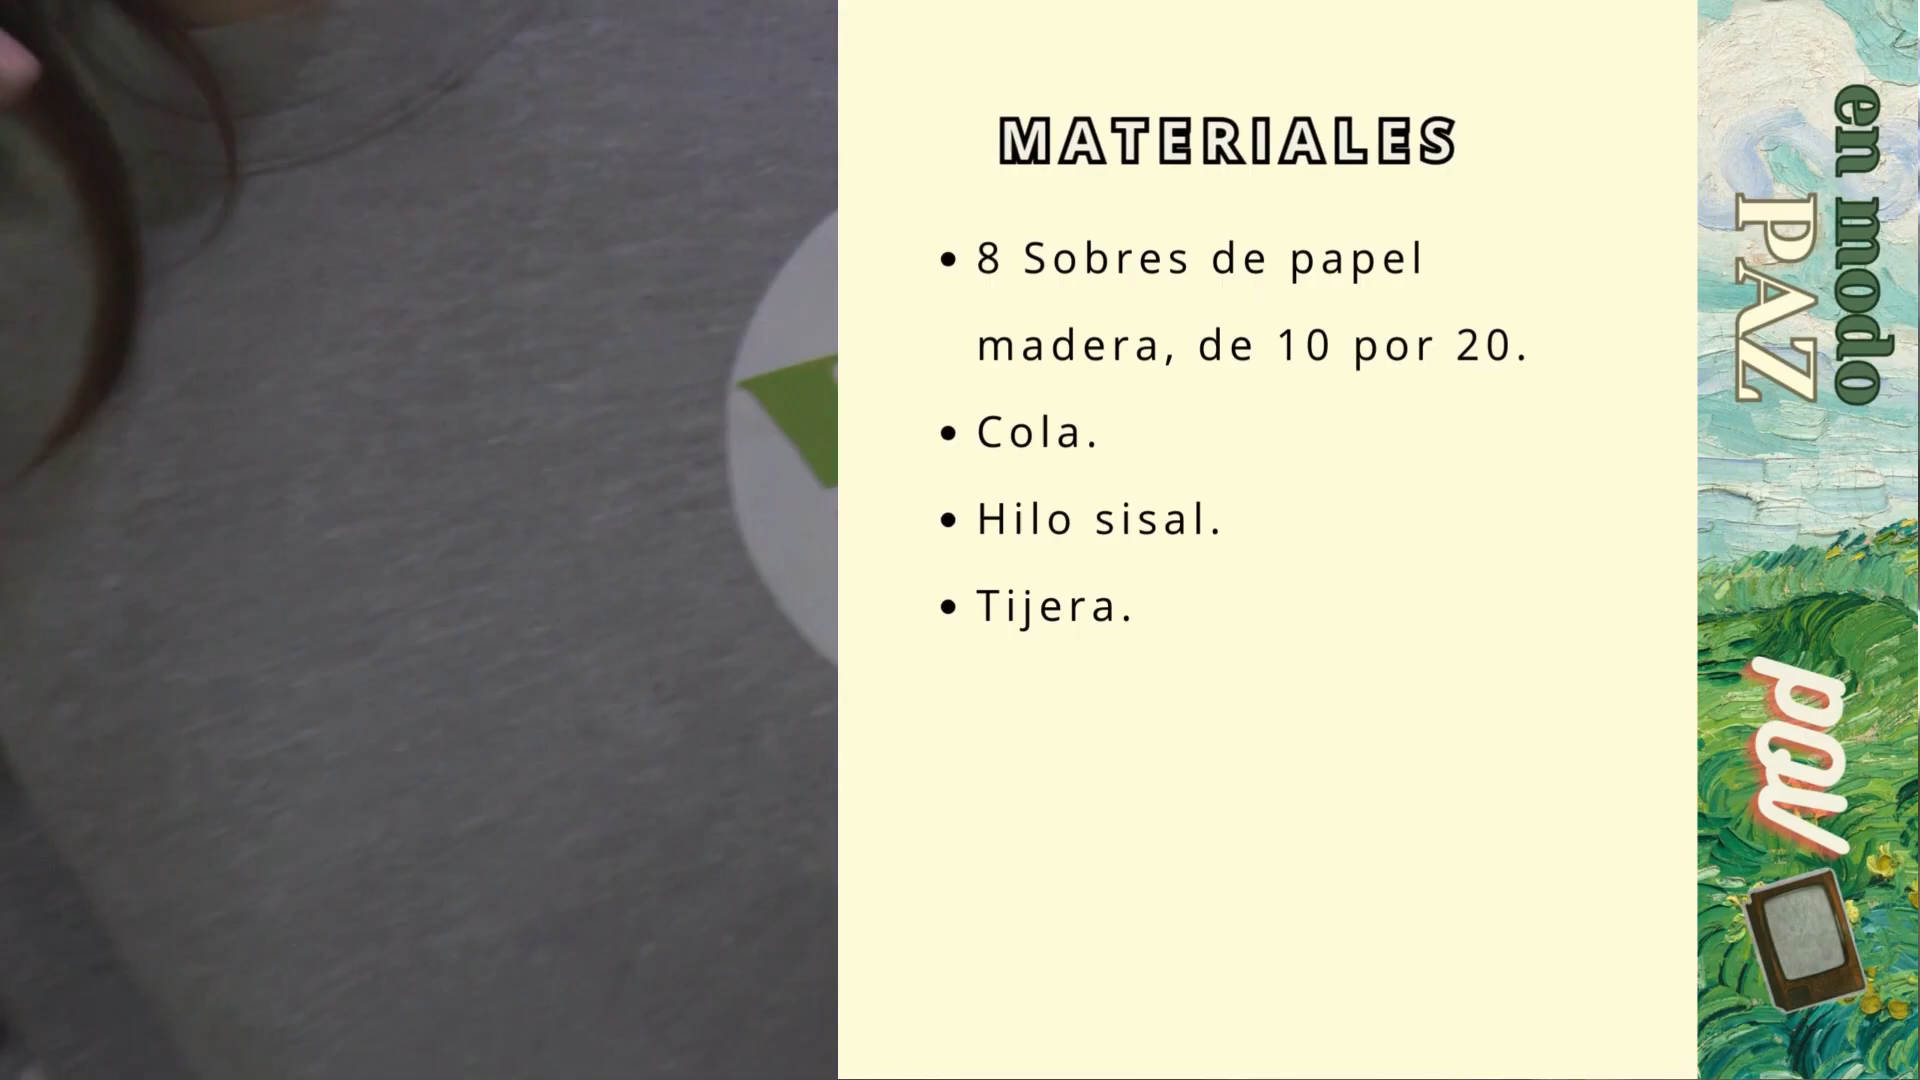 MATERIALES
• 8 Sobres de papel
madera, de 10 por 20.
• Cola.
• Hilo sisal.
• Tijera.
en modo
PAZ
paw